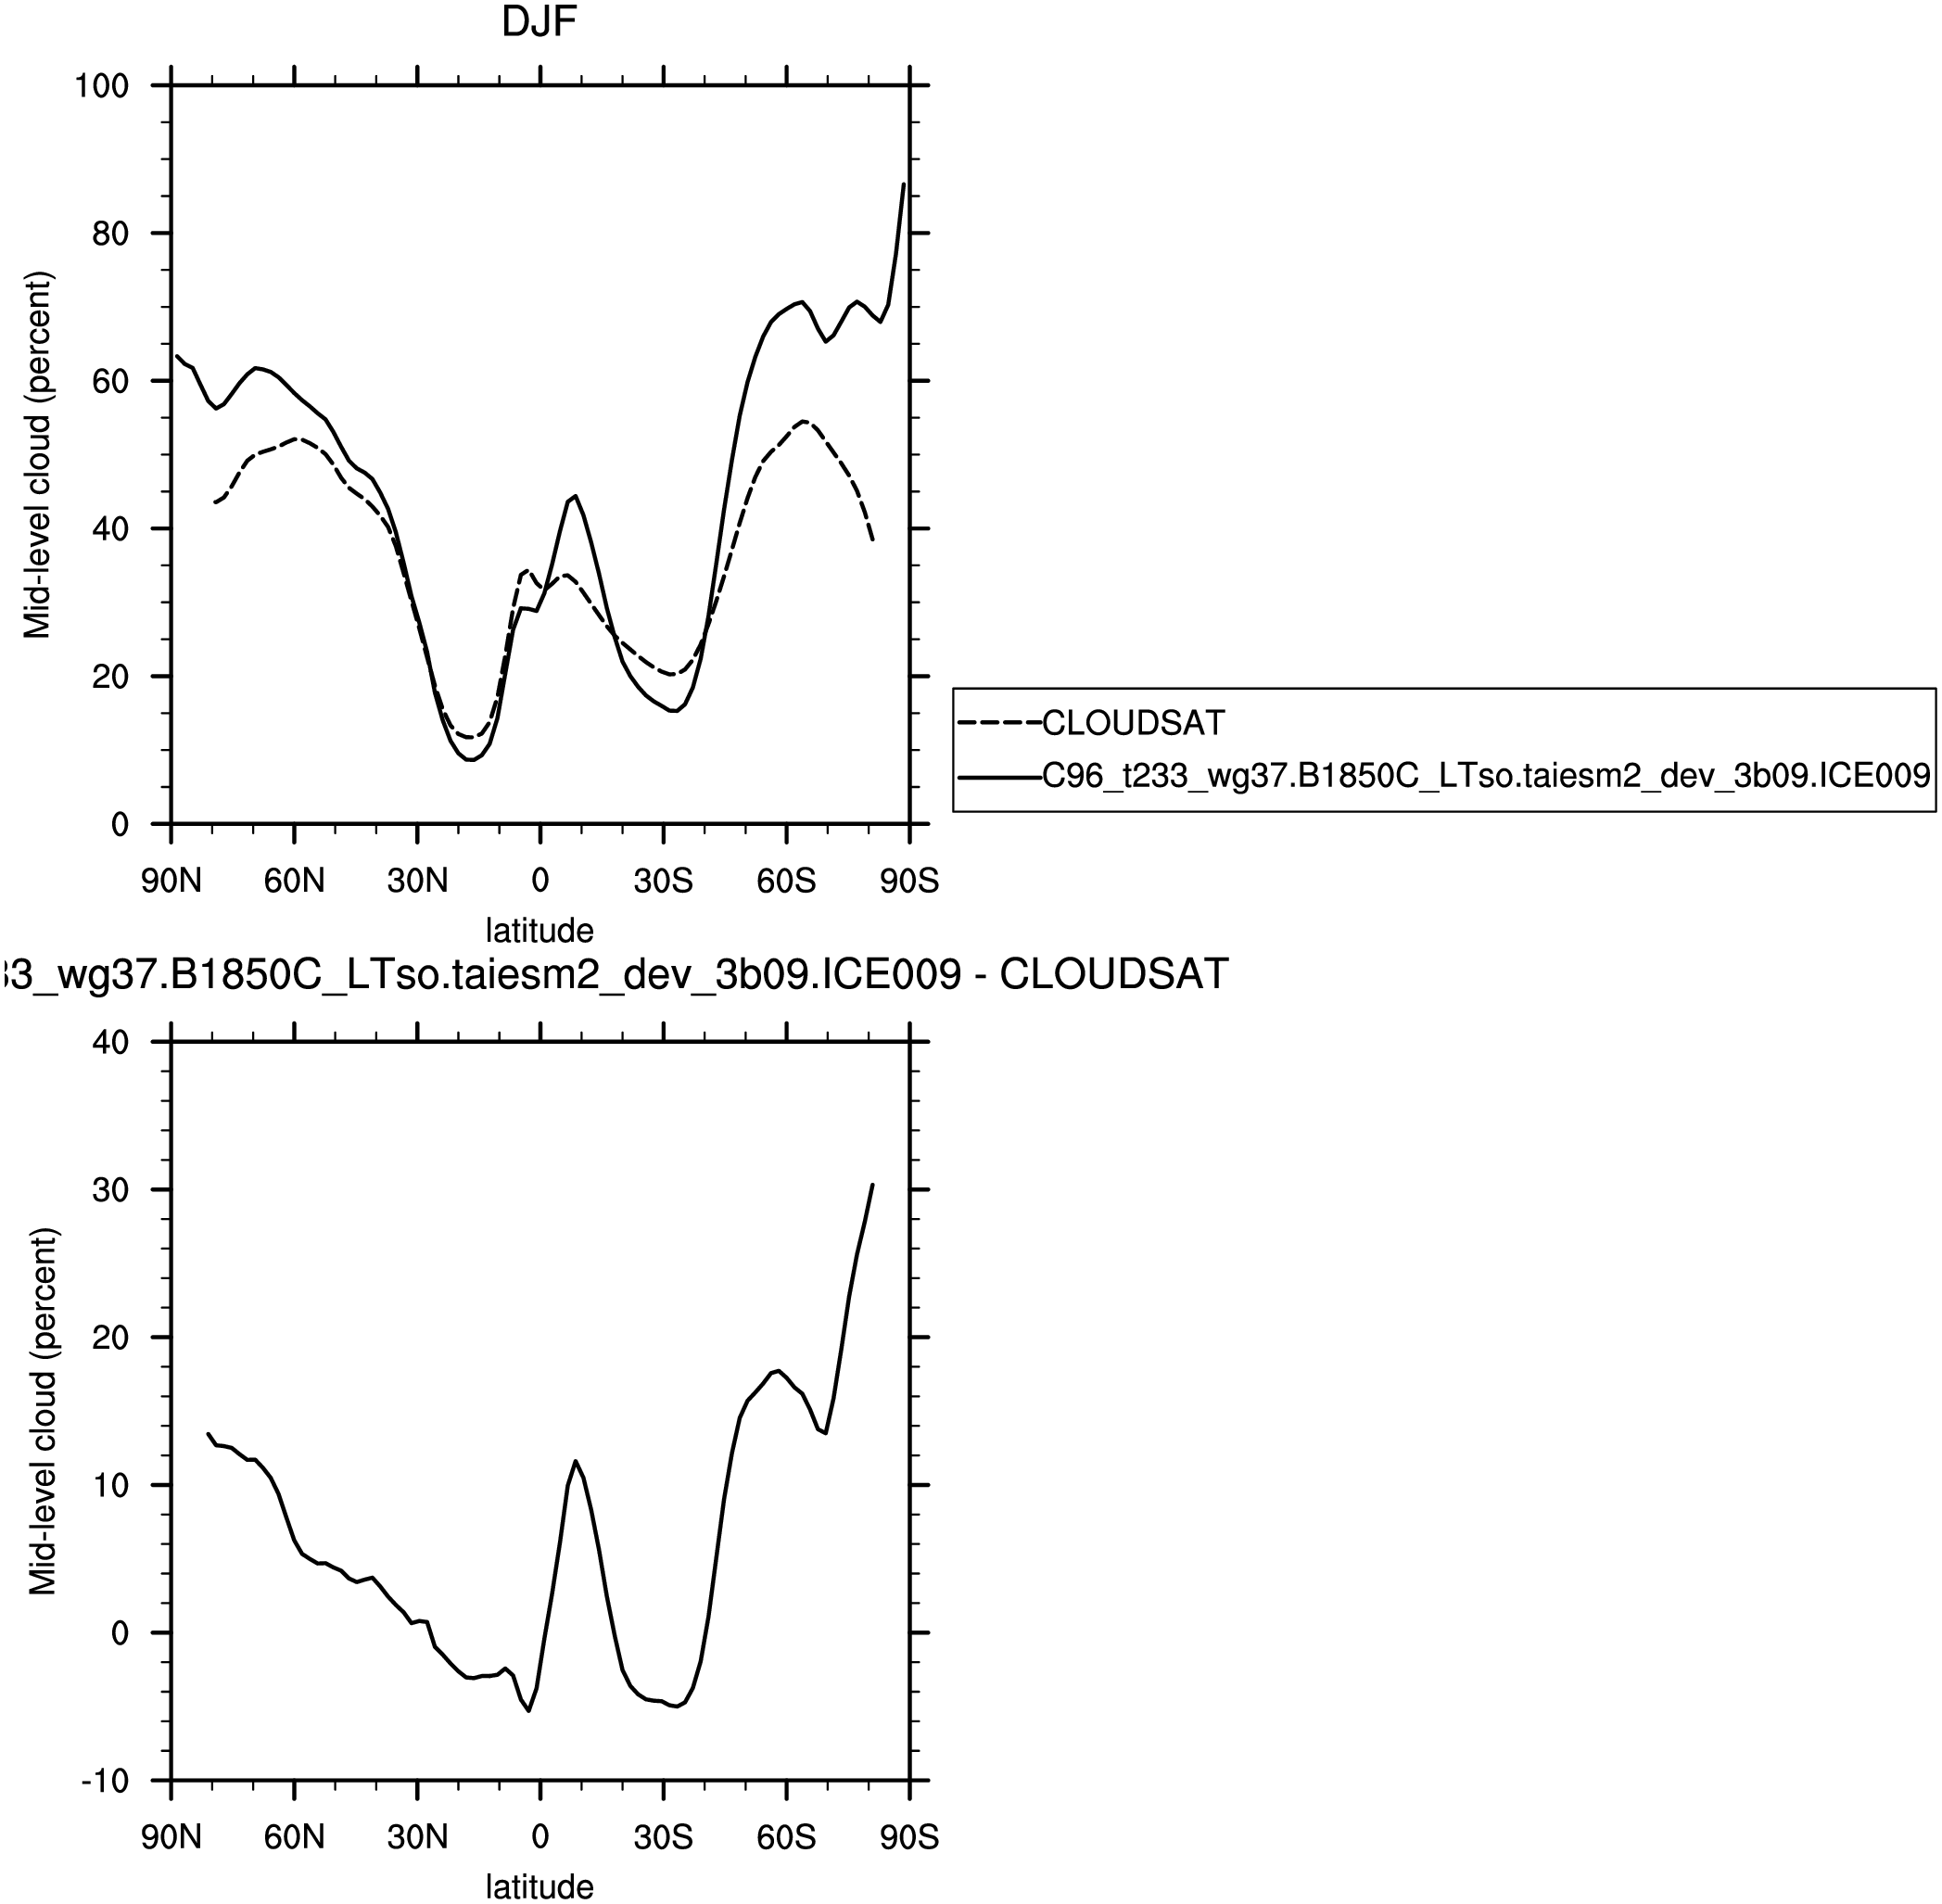 DJF
100
80
60
40
20
0
Mid-level cloud (percent)
90N 60N 30N 0 30S 60S 90S
latitude
CLOUDSAT
C96_t233_wg37.B1850C_LTso.taiesm2_dev_3b09.ICE009
3_wg37.B1850C_LTso.taiesm2_dev_3b09.ICE009 - CLOUDSAT
40
30
20
10
0
-10
Mid-level cloud (percent)
90N 60N 30N 0 30S 60S 90S
latitude